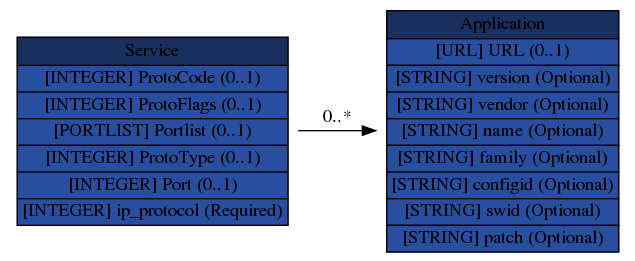 Service
[INTEGER] ProtoCode (0..1)
[INTEGER] ProtoFlags (0..1)
[PORTLIST] Portlist (0..1)
[INTEGER] ProtoType (0..1)
[INTEGER] Port (0..1)
[INTEGER] ip_protocol (Required)
0..*
Application
[URL] URL (0..1)
[STRING] version (Optional)
[STRING] vendor (Optional)
[STRING] name (Optional)
[STRING] family (Optional)
[STRING] configid (Optional)
[STRING] swid (Optional)
[STRING] patch (Optional)